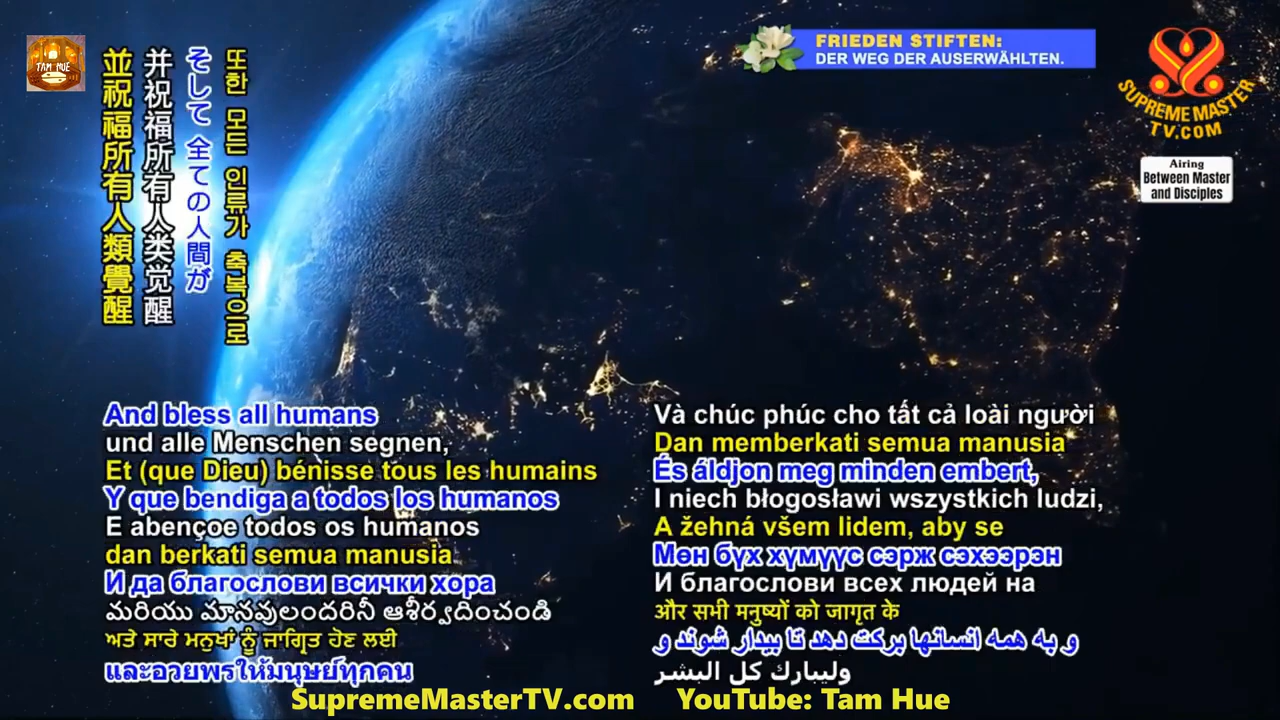 TAM HUE
並祝福所有人類覺醒
并祝福所有人类觉醒
そして 全ての人間が
또한 모든 인류가 축복으로
FRIEDEN STIFTEN:
DER WEG DER AUSERWÄHLTEN.
SUPREME MASTER
TV.COM
Airing
Between Master
and Disciples
And bless all humans
und alle Menschen segnen,
Et (que Dieu) bénisse tous les humains
Y que bendiga a todos los humanos
E abençoe todos os humanos
dan berkati semua manusia
И да благослови всички хора
మరియు మానవులందరినీ ఆశీర్వదించండి
ਅਤੇ ਸਾਰੇ ਮਨੁਖਾਂ ਨੂੰ ਜਾਗ੍ਰਿਤ ਹੋਣ ਲਈ
และอวยพรให้มนุษย์ทุกคน
Và chúc phúc cho tất cả loài người
Dan memberkati semua manusia
És áldjon meg minden embert,
I niech błogosławi wszystkich ludzi,
A žehná všem lidem, aby se
Мөн бүх хүмүүс сэрж сэхээрэн
И благослови всех людей на
और सभी मनुष्यों को जागृत के
و به همه انسانها برکت دهد تا بیدار شوند و
وليبارك كل البشر
SupremeMasterTV.com
YouTube: Tam Hue